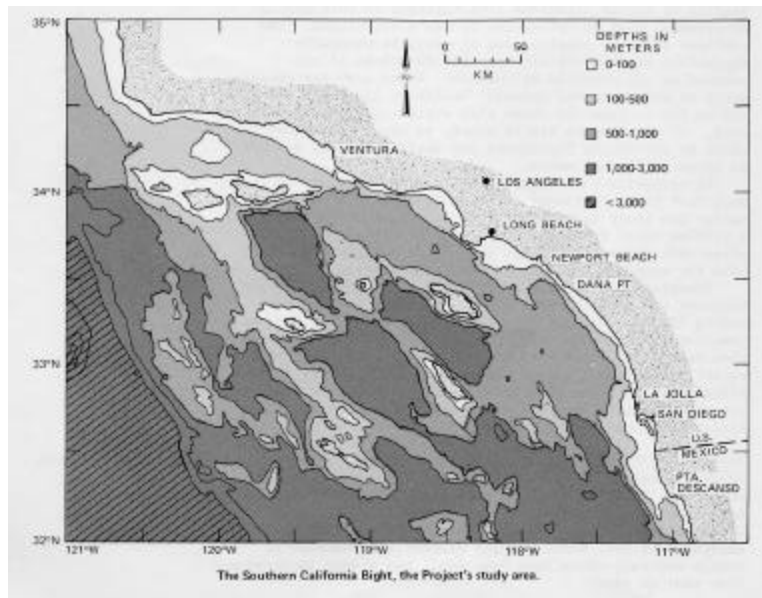 35°N
DEPTHS IN
METERS
0 50
KM
N
0-100
100-500
500-1,000
1,000-3,000
<3,000
VENTURA
34°N
LOS ANGELES
LONG BEACH
NEWPORT BEACH
DANA PT
33°N
LA JOLLA
SAN DIEGO
U.S.
MEXICO
PTA.
DESCANSO
32°N
121°W 120°W 119°W 118°W 117°W
The Southern California Bight, the Project's study area.